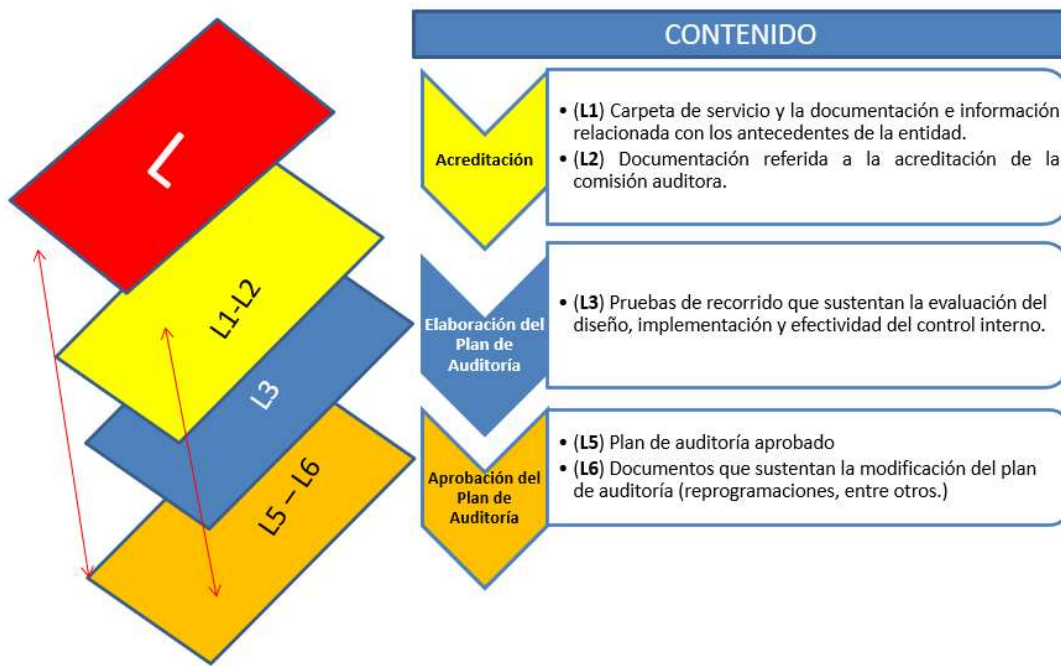 CONTENIDO
L
L1-L2
L3
L5 – L6
Acreditación
• (L1) Carpeta de servicio y la documentación e información
relacionada con los antecedentes de la entidad.
• (L2) Documentación referida a la acreditación de la
comisión auditora.
Elaboración del
Plan de
Auditoría
• (L3) Pruebas de recorrido que sustentan la evaluación del
diseño, implementación y efectividad del control interno.
Aprobación del
Plan de
Auditoría
• (L5) Plan de auditoría aprobado
• (L6) Documentos que sustentan la modificación del plan
de auditoría (reprogramaciones, entre otros.)